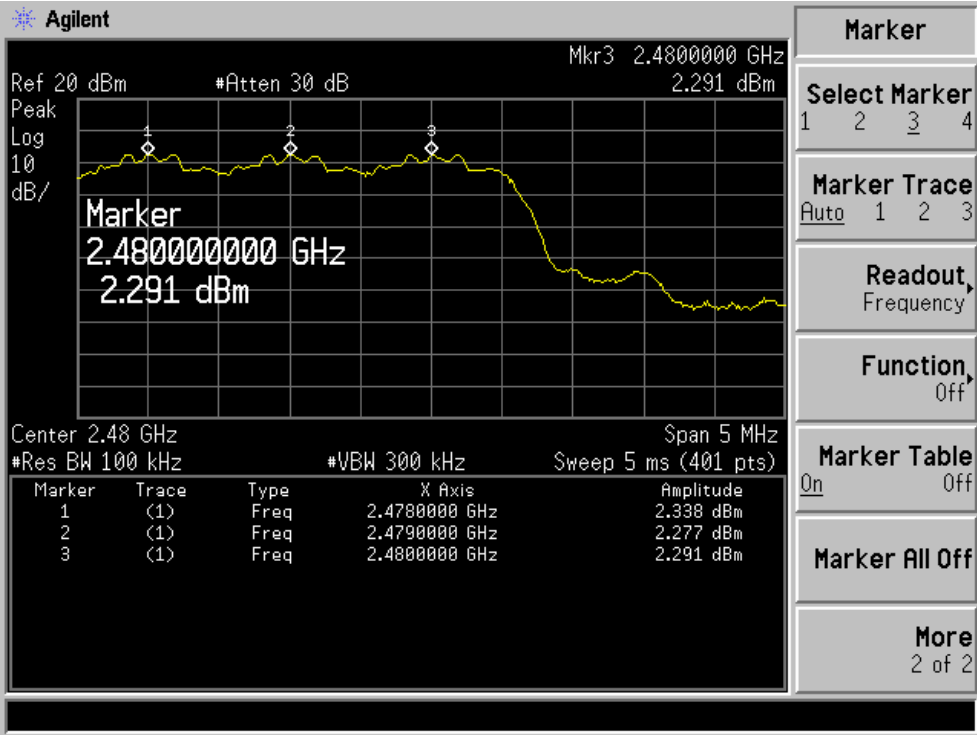 Agilent
Mkr3 2.4800000 GHz
Ref 20 dBm #Atten 30 dB 2.291 dBm
Peak
Log
10
dB/
1 2 3
Marker
2.480000000 GHz
2.291 dBm
Center 2.48 GHz Span 5 MHz
#Res BW 100 kHz #VBW 300 kHz Sweep 5 ms (401 pts)
Marker Trace Type X Axis Amplitude
1 (1) Freq 2.4780000 GHz 2.338 dBm
2 (1) Freq 2.4790000 GHz 2.277 dBm
3 (1) Freq 2.4800000 GHz 2.291 dBm
Marker
Select Marker
1 2 3 4
Marker Trace
Auto 1 2 3
Readout
Frequency
Function
Off
Marker Table
On Off
Marker All Off
More
2 of 2